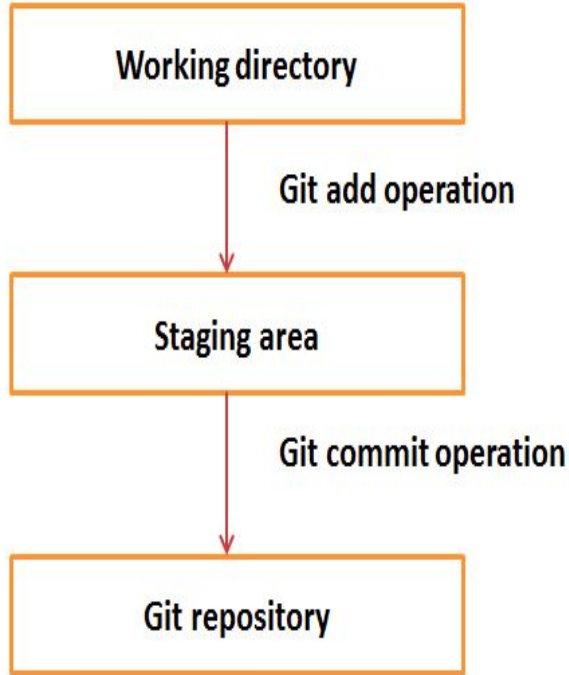 Working directory
Git add operation
Staging area
Git commit operation
Git repository